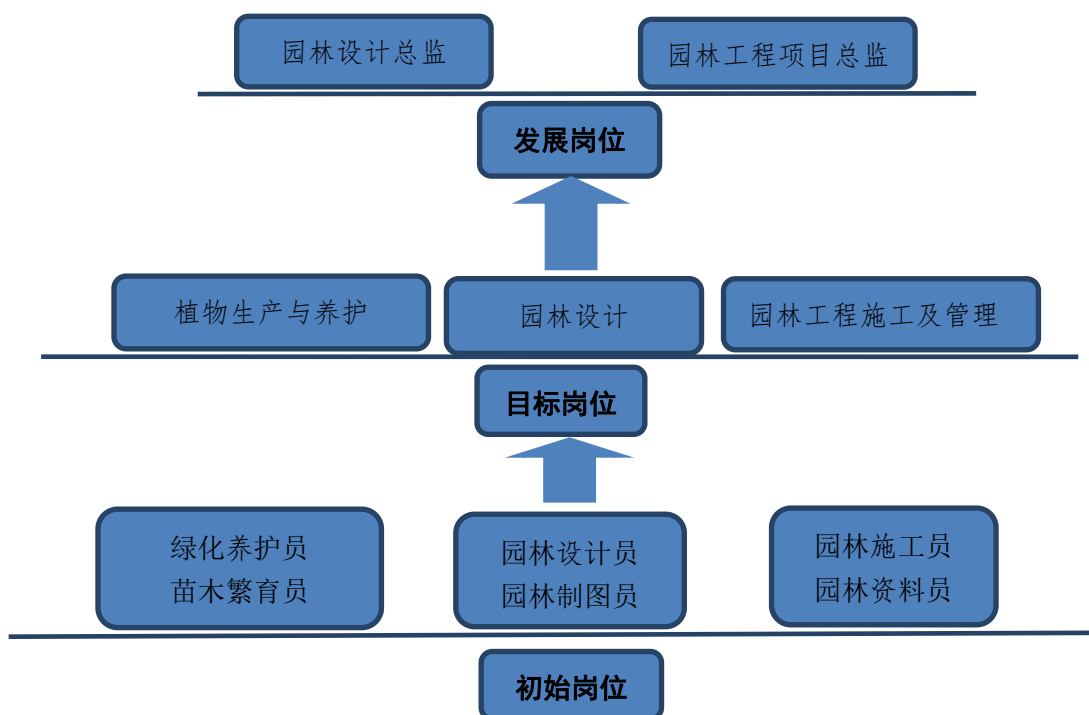 园林设计总监
园林工程项目总监
发展岗位
植物生产与养护
园林设计
园林工程施工及管理
目标岗位
绿化养护员
苗木繁育员
园林设计员
园林制图员
园林施工员
园林资料员
初始岗位